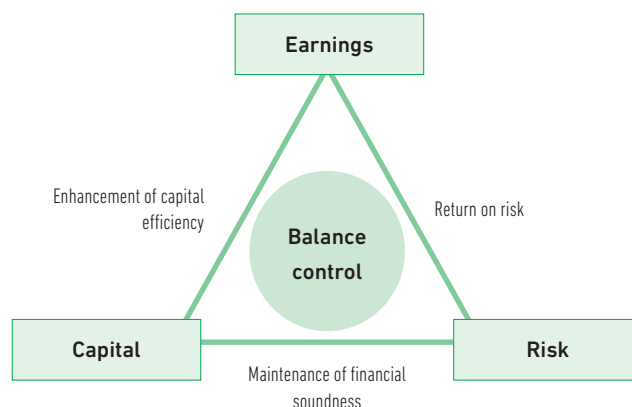 Earnings
Enhancement of capital
efficiency
Return on risk
Balance
control
Capital
Risk
Maintenance of financial
soundness